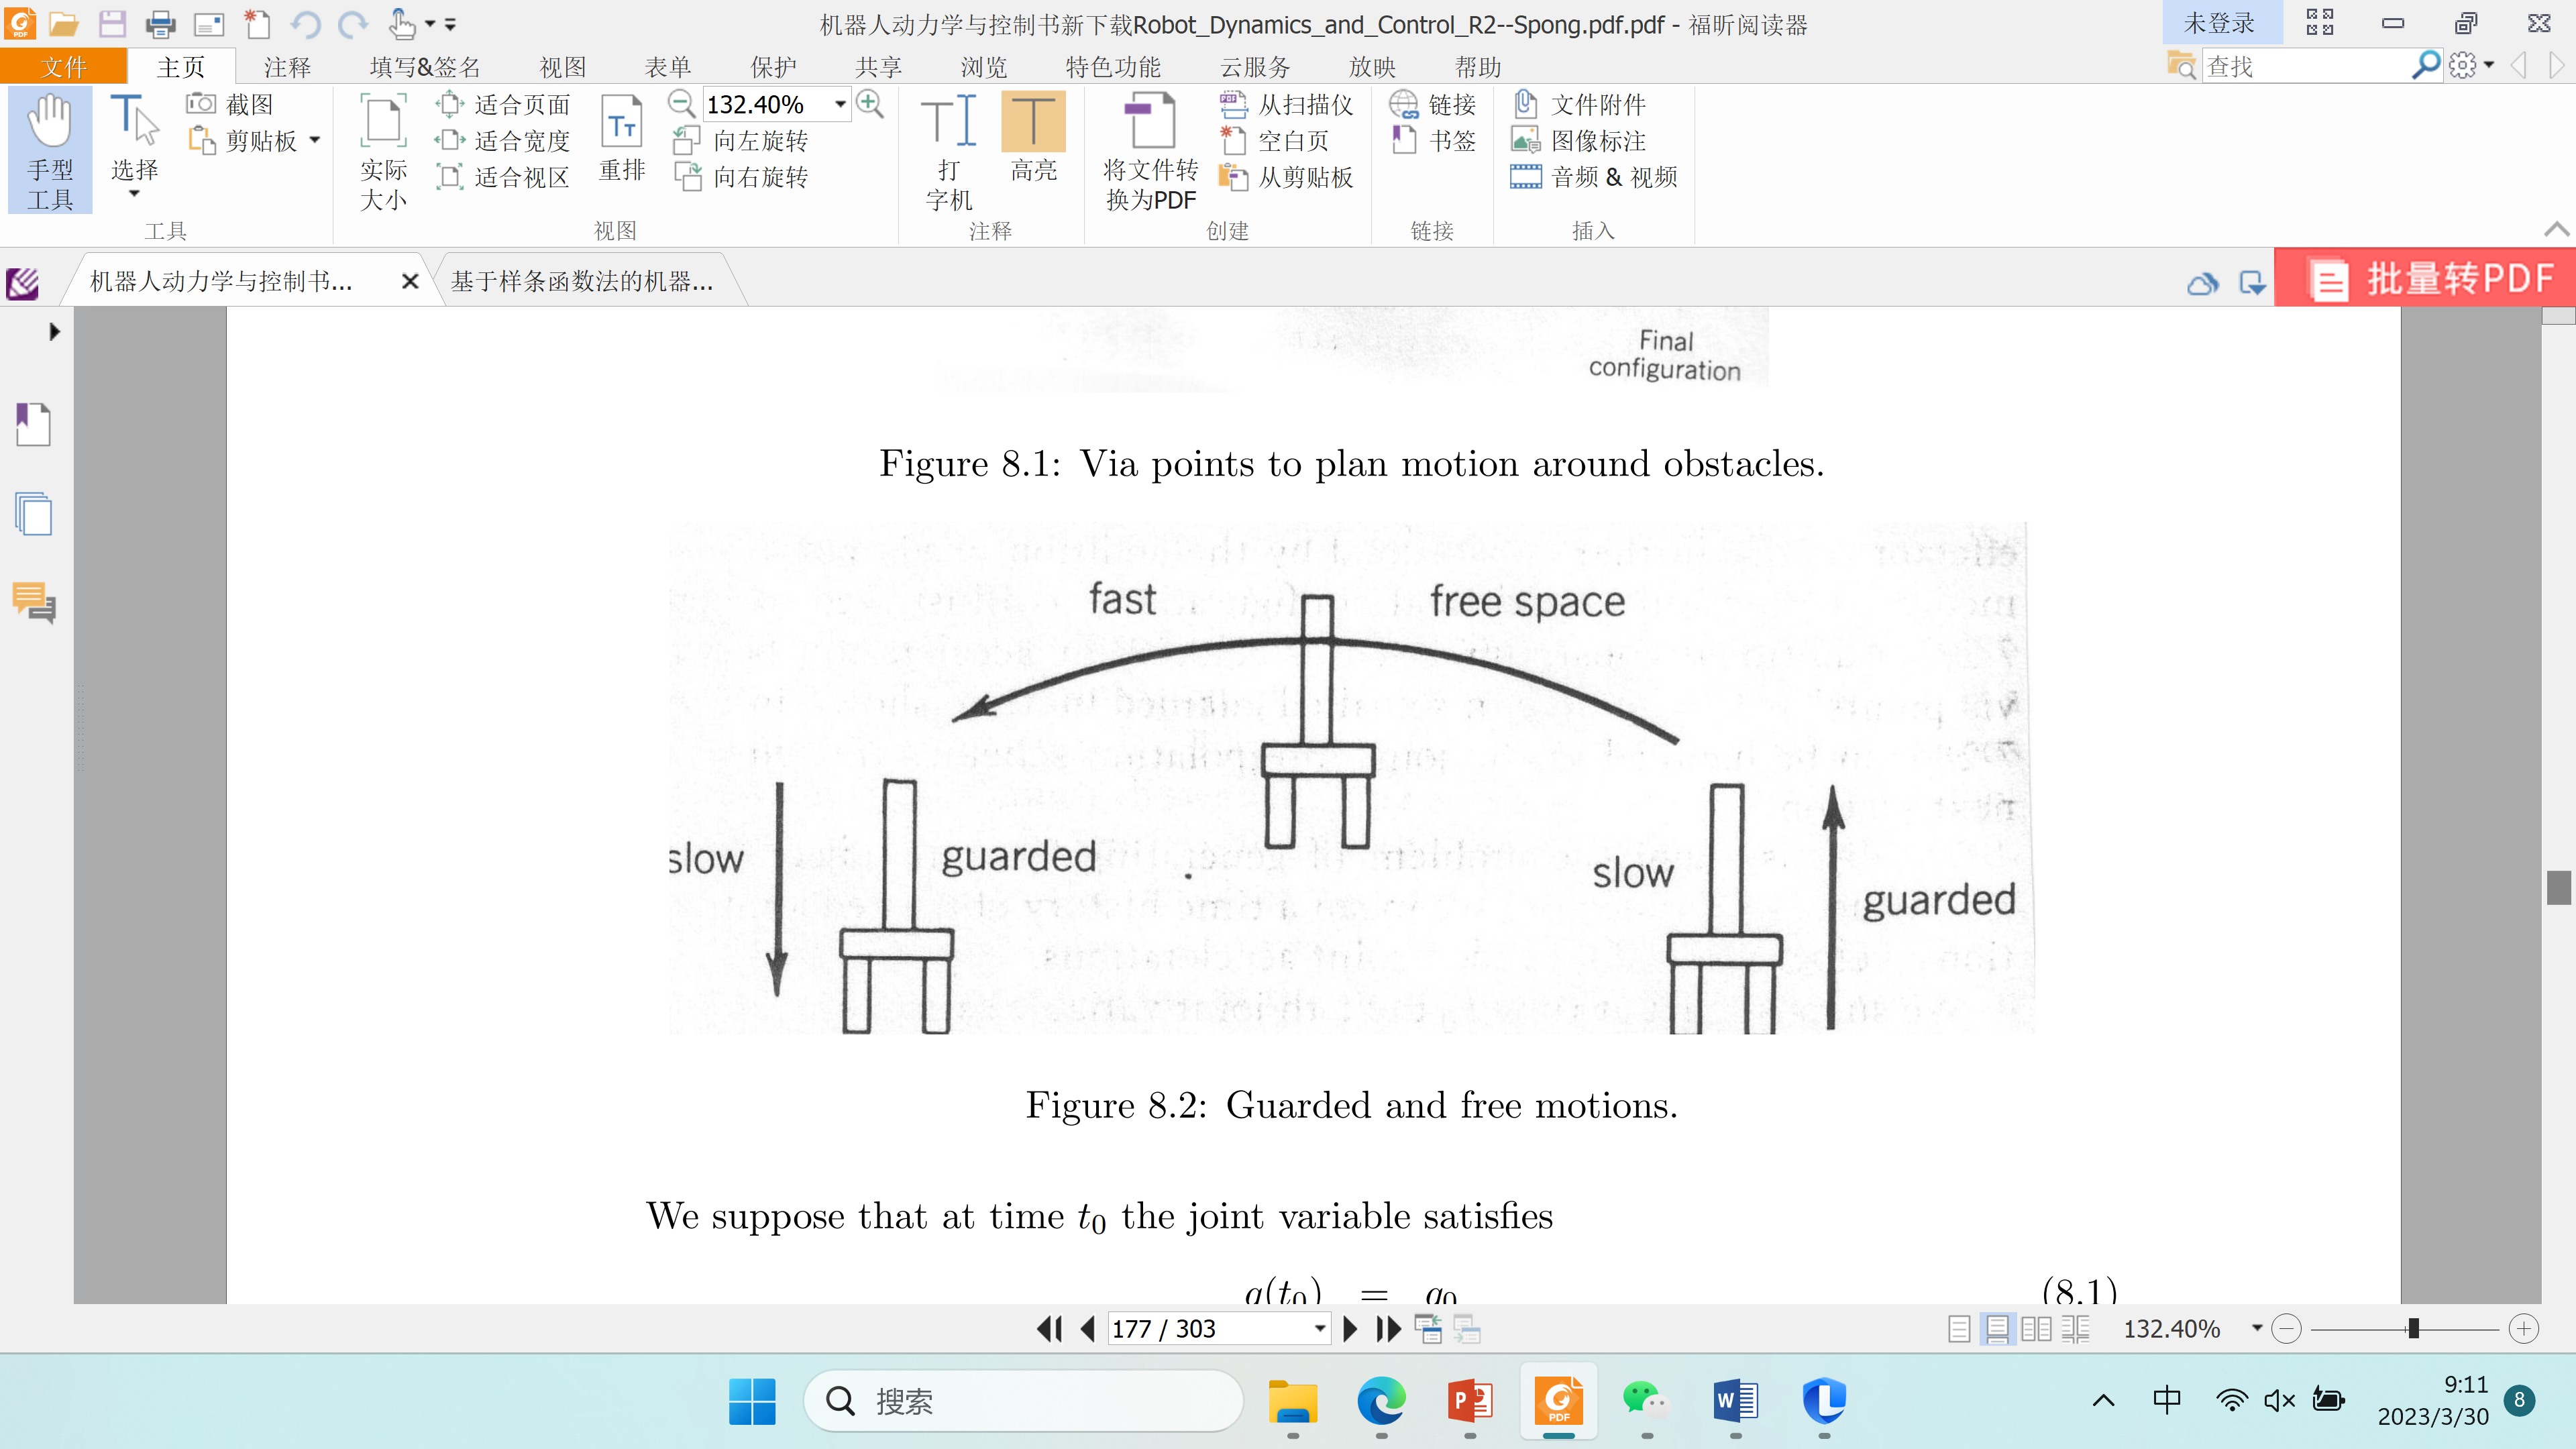 机器人动力学与控制书新下载Robot_Dynamics_and_Control_R2--Spong.pdf.pdf - 福昕阅读器
未登录
文件 主页 注释 填写&签名 视图 表单 保护 共享 浏览 特色功能 云服务 放映 帮助
查找
手型工具
选择
截图
剪贴板
工具
实际大小
适合页面
适合宽度
适合视区
重排
132.40%
向左旋转
向右旋转
视图
打字机
高亮
注释
将文件转换为PDF
从扫描仪
空白页
从剪贴板
创建
链接
书签
链接
文件附件
图像标注
音频 & 视频
插入
机器人动力学与控制书...
基于样条函数法的机器...
批量转PDF
Final
configuration
Figure 8.1: Via points to plan motion around obstacles.
fast
free space
slow
guarded
slow
guarded
Figure 8.2: Guarded and free motions.
We suppose that at time t₀ the joint variable satisfies
q(t₀) = q₀ (8.1)
177 / 303
132.40%
搜索
中
9:11
2023/3/30
8